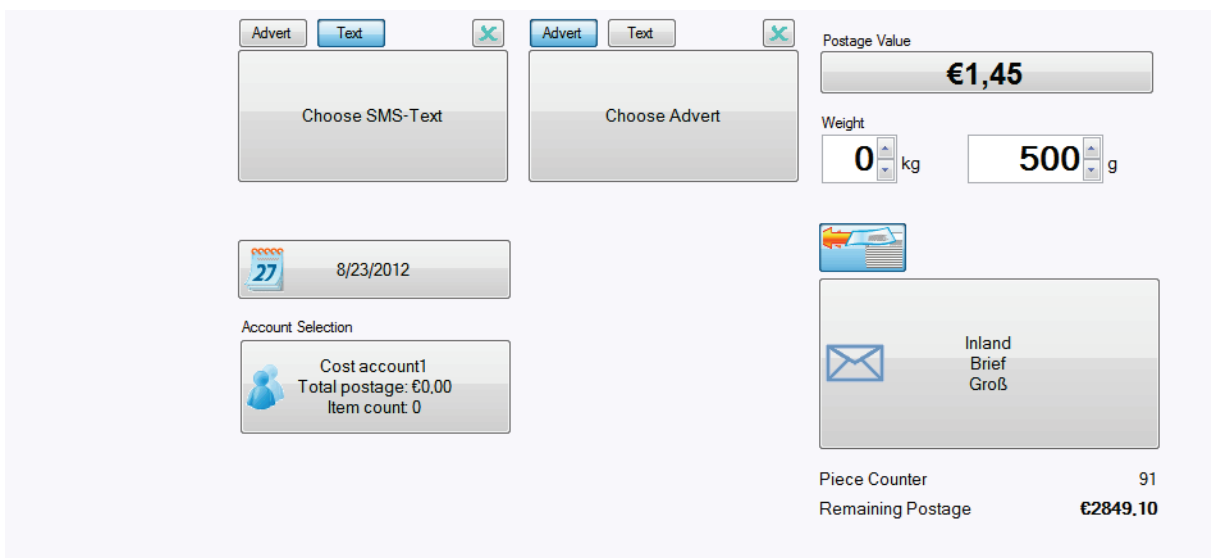 Advert
Text
Advert
Text
Choose SMS-Text
Choose Advert
Postage Value
€1,45
Weight
0 kg
500 g
27
8/23/2012
Account Selection
Cost account1
Total postage: €0,00
Item count: 0
Inland
Brief
Groß
Piece Counter 91
Remaining Postage €2849,10